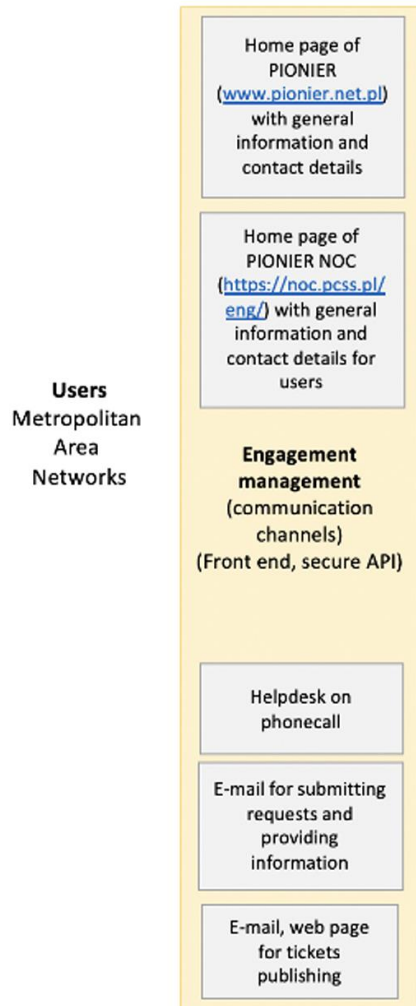 Home page of
PIONIER
(www.pionier.net.pl)
with general
information and
contact details
Home page of
PIONIER NOC
(https://noc.pcss.pl/
eng/) with general
information and
contact details for
users
Users
Metropolitan
Area
Networks
Engagement
management
(communication
channels)
(Front end, secure API)
Helpdesk on
phonecall
E-mail for submitting
requests and
providing
information
E-mail, web page
for tickets
publishing